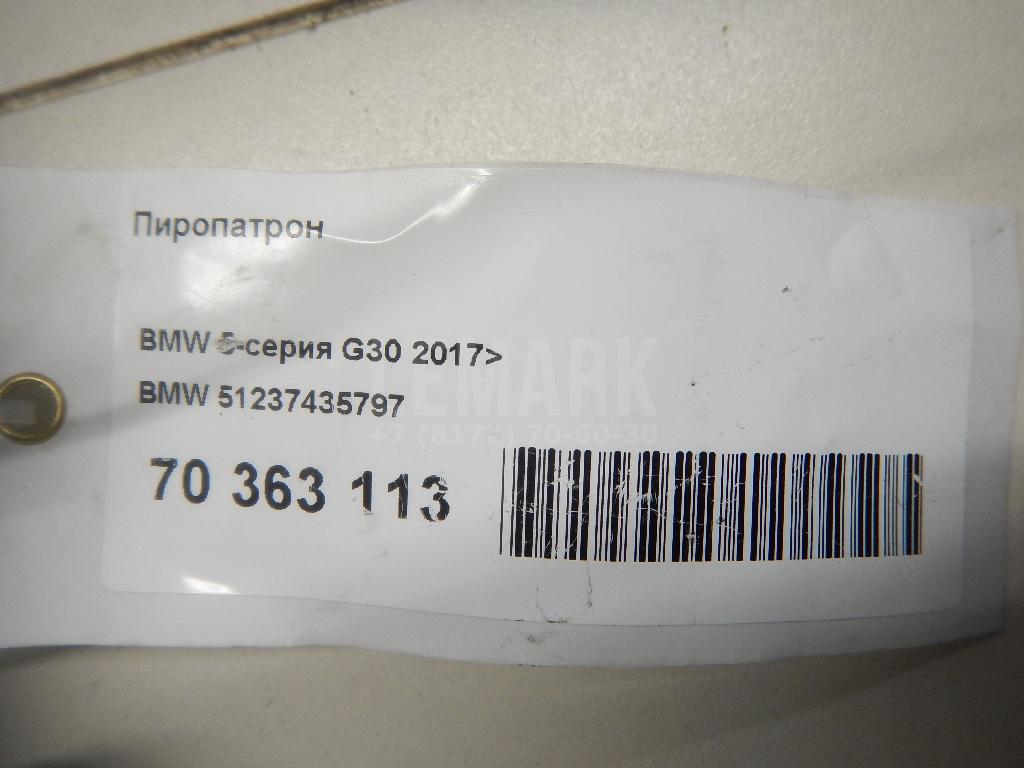 Пиропатрон
BMW 5-серия G30 2017>
BMW 51237435797
70 363 113